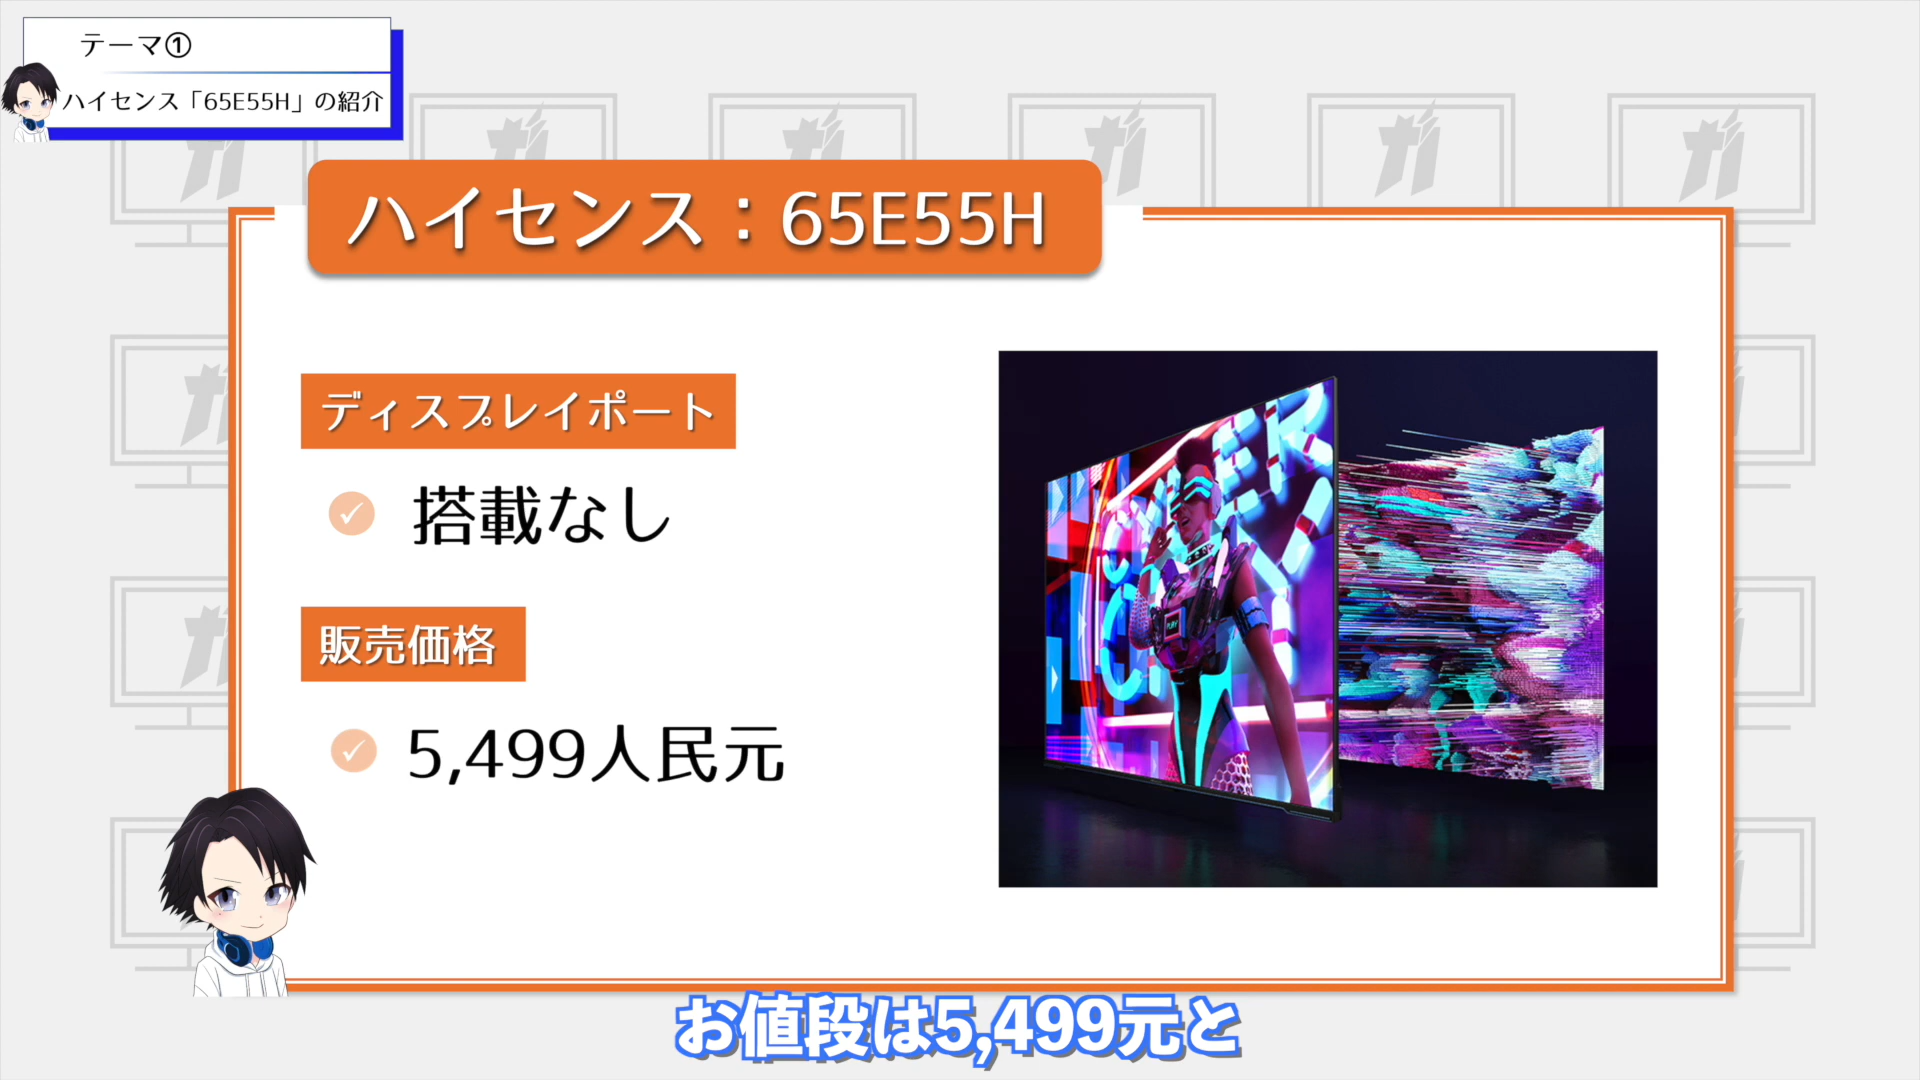 テーマ①
ハイセンス「65E55H」の紹介
ハイセンス：65E55H
ディスプレイポート
搭載なし
販売価格
5,499人民元
お値段は5,499元と